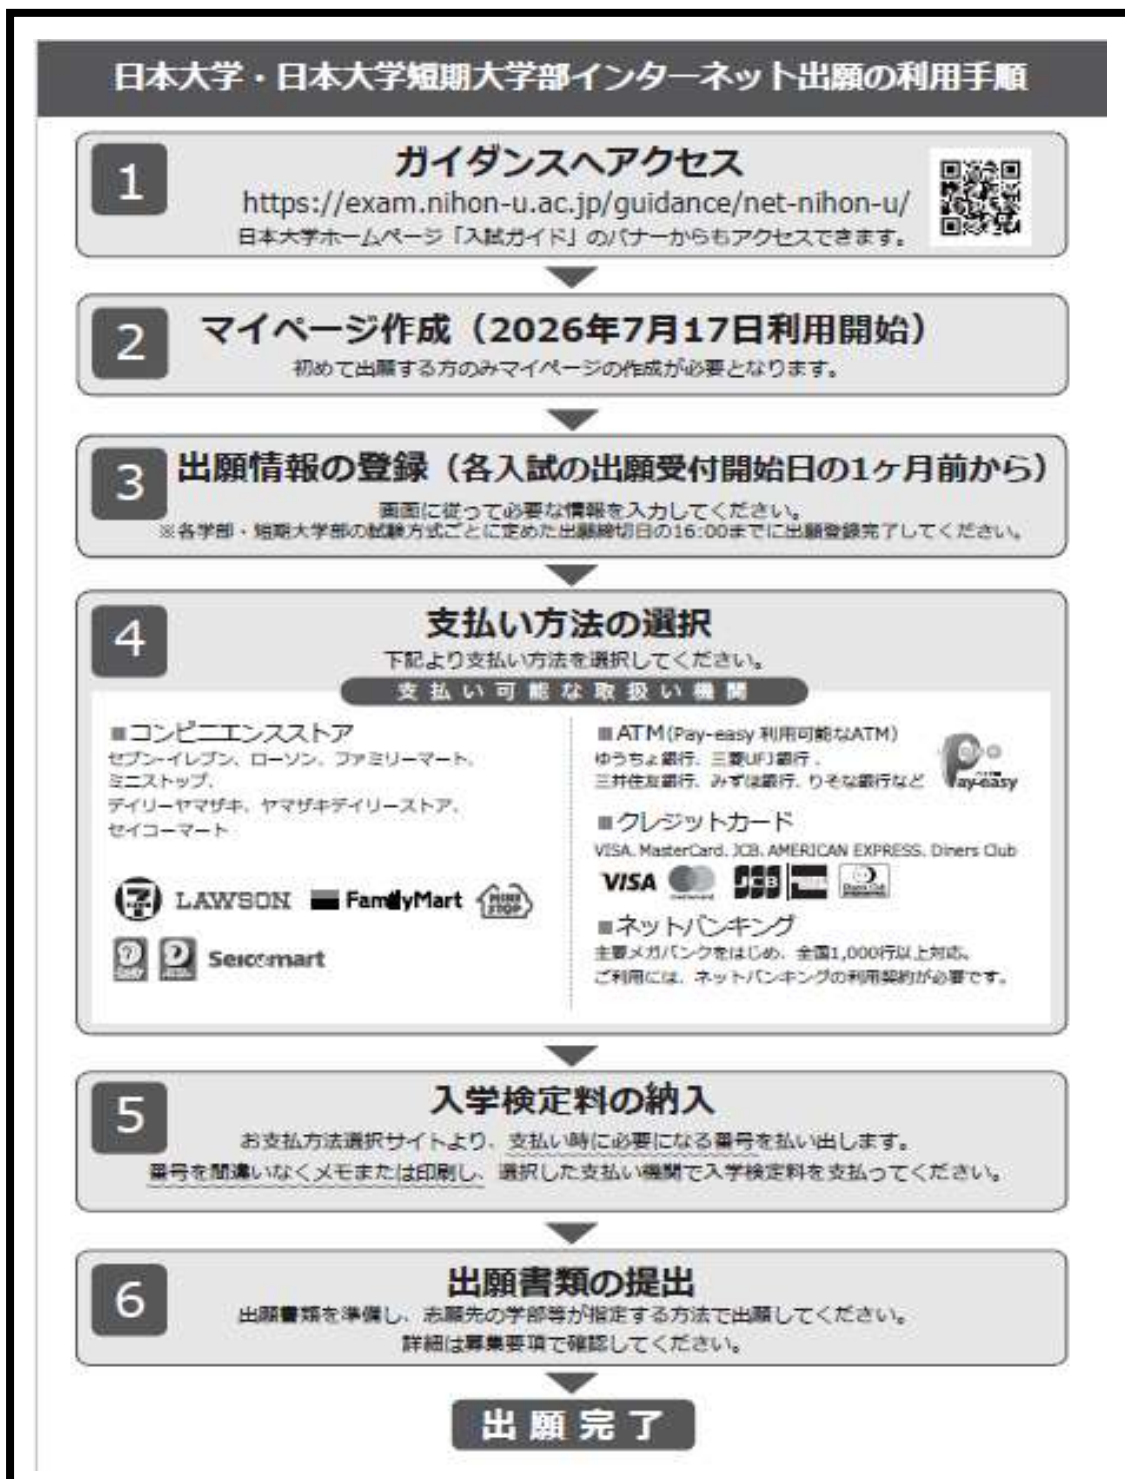 日本大学・日本大学短期大学部インターネット出願の利用手順
1
ガイダンスへアクセス
https://exam.nihon-u.ac.jp/guidance/net-nihon-u/
日本大学ホームページ「入試ガイド」のバナーからもアクセスできます。
2
マイページ作成（2026年7月17日利用開始）
初めて出願する方のみマイページの作成が必要となります。
3
出願情報の登録（各入試の出願受付開始日の1ヶ月前から）
画面に従って必要な情報を入力してください。
※各学部・短期大学部の試験方式ごとに定めた出願締切日の16:00までに出願登録完了してください。
4
支払い方法の選択
下記より支払い方法を選択してください。
支払い可能な取扱い機関
■コンビニエンスストア
セブン-イレブン、ローソン、ファミリーマート、
ミニストップ、
デイリーヤマザキ、ヤマザキデイリーストア、
セイコーマート
LAWSON FamilyMart MINI STOP
Seicomart
■ATM(Pay-easy 利用可能なATM)
ゆうちょ銀行、三菱UFJ銀行、
三井住友銀行、みずほ銀行、りそな銀行など
Pay-easy
■クレジットカード
VISA、MasterCard、JCB、AMERICAN EXPRESS、Diners Club
VISA JCB
■ネットバンキング
主要メガバンクをはじめ、全国1,000行以上対応。
ご利用には、ネットバンキングの利用契約が必要です。
5
入学検定料の納入
お支払方法選択サイトより、支払い時に必要になる番号を払い出します。
番号を間違いなくメモまたは印刷し、選択した支払い機関で入学検定料を支払ってください。
6
出願書類の提出
出願書類を準備し、志願先の学部等が指定する方法で出願してください。
詳細は募集要項で確認してください。
出願完了